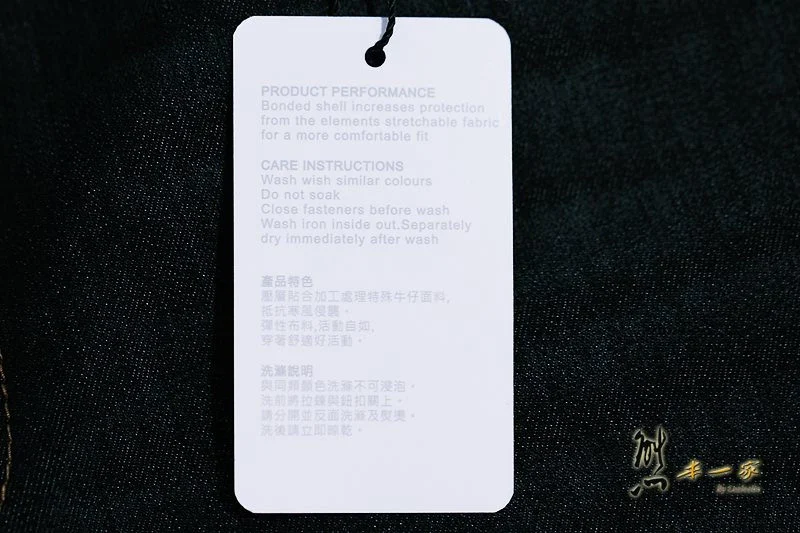 PRODUCT PERFORMANCE
Bonded shell increases protection
from the elements stretchable fabric
for a more comfortable fit
CARE INSTRUCTIONS
Wash wish similar colours
Do not soak
Close fasteners before wash
Wash iron inside out.Separately
dry immediately after wash
產品特色
壓層貼合加工處理特殊牛仔面料,
抵抗寒風侵襲。
彈性布料,活動自如,
穿著舒適好活動。
洗滌說明
與同類顏色洗滌不可浸泡。
洗前將拉鍊與鈕扣關上。
請分開並反面洗滌及熨燙。
洗後請立即晾乾。
一家